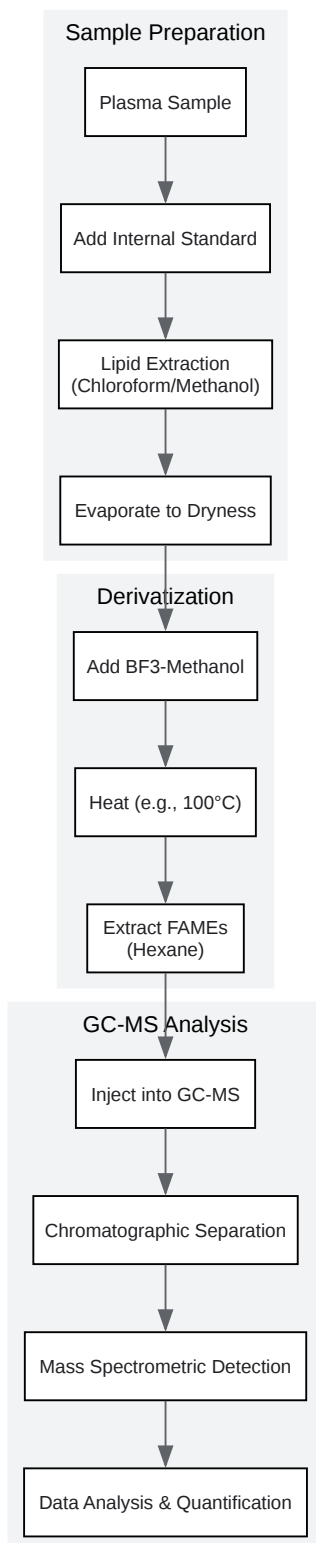 Sample Preparation
Plasma Sample
Add Internal Standard
Lipid Extraction
(Chloroform/Methanol)
Evaporate to Dryness
Derivatization
Add BF3-Methanol
Heat (e.g., 100°C)
Extract FAMEs
(Hexane)
GC-MS Analysis
Inject into GC-MS
Chromatographic Separation
Mass Spectrometric Detection
Data Analysis & Quantification